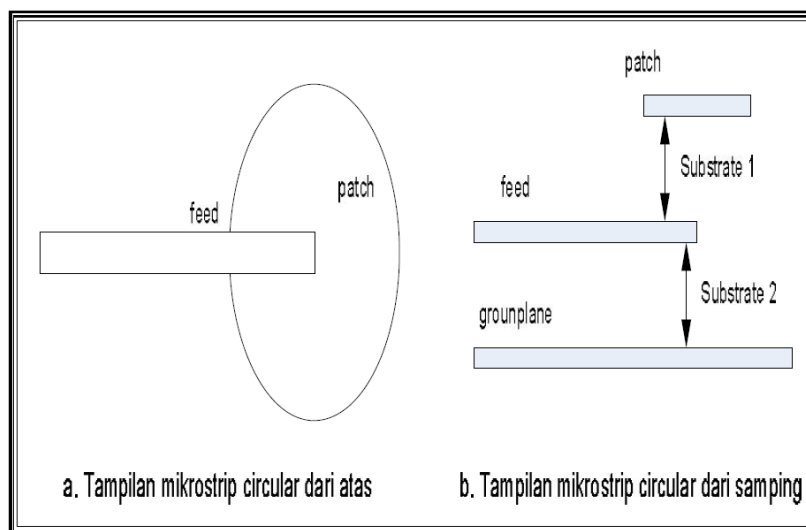 feed
patch
a. Tampilan mikrostrip circular dari atas
patch
Substrate 1
feed
Substrate 2
grounplane
b. Tampilan mikrostrip circular dari samping